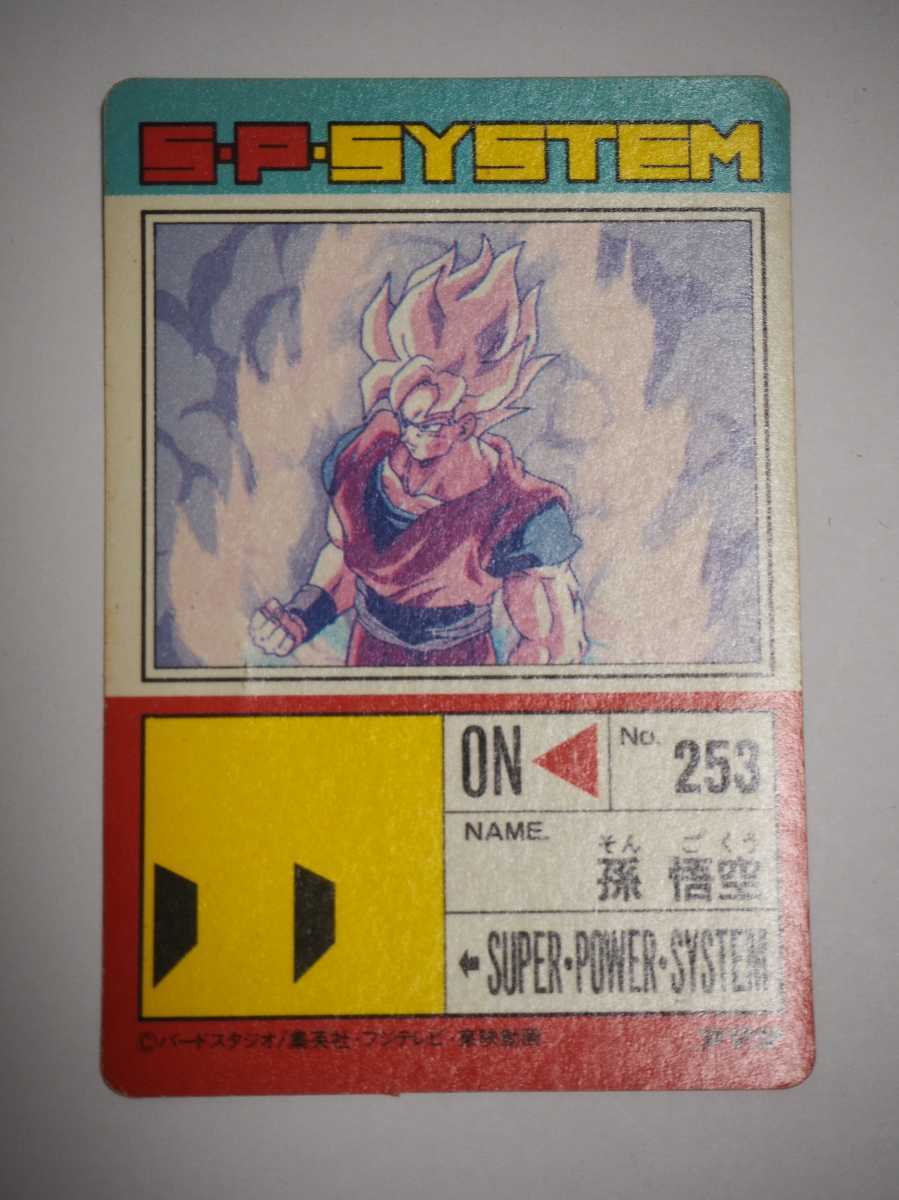 S·P·SYSTEM
ON
No. 253
NAME.
そん ごくう
孫 悟空
SUPER·POWER·SYSTEM
©バードスタジオ/集英社・フジテレビ・東映動画